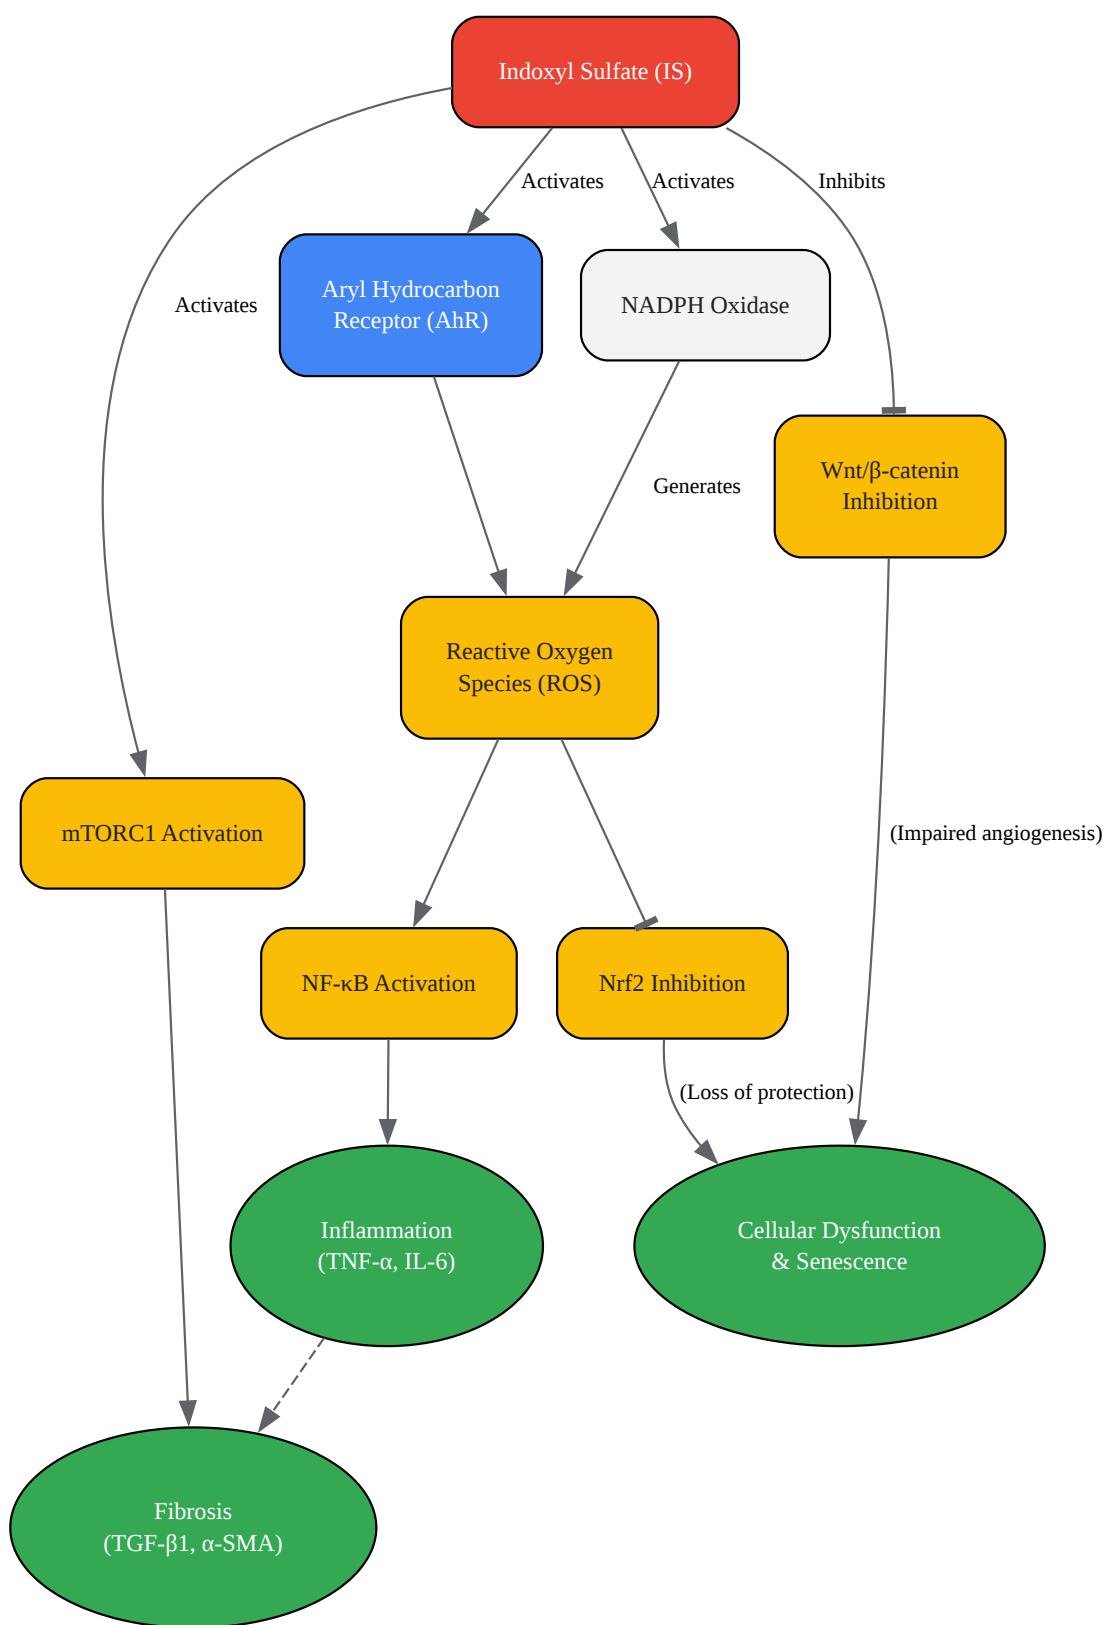 Indoxyl Sulfate (IS)
Activates
Activates
Inhibits
Aryl Hydrocarbon
Receptor (AhR)
Activates
NADPH Oxidase
Wnt/β-catenin
Inhibition
Generates
Reactive Oxygen
Species (ROS)
mTORC1 Activation
(Impaired angiogenesis)
NF-κB Activation
Nrf2 Inhibition
(Loss of protection)
Inflammation
(TNF-α, IL-6)
Cellular Dysfunction
& Senescence
Fibrosis
(TGF-β1, α-SMA)